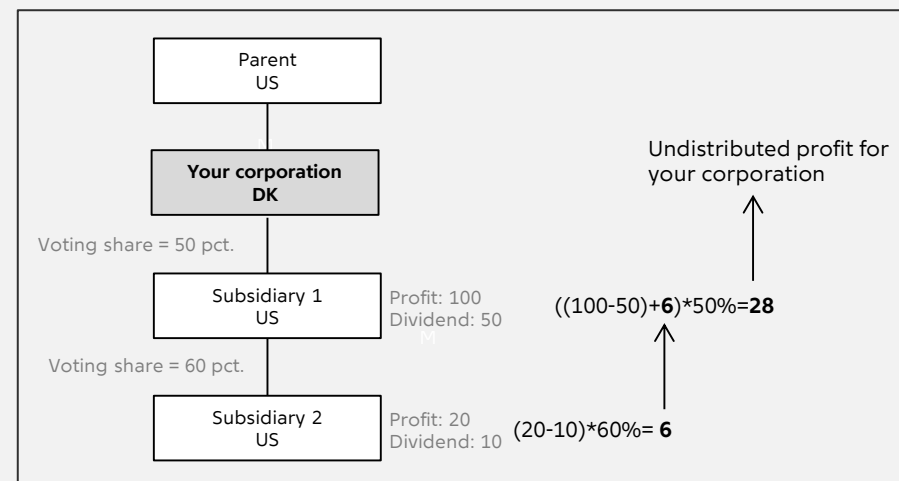 Parent
US
Your corporation
DK
Undistributed profit for
your corporation
Voting share = 50 pct.
Subsidiary 1
US
Profit: 100
Dividend: 50
((100-50)+6)*50%=28
M
Voting share = 60 pct.
Subsidiary 2
US
Profit: 20
Dividend: 10
(20-10)*60%= 6